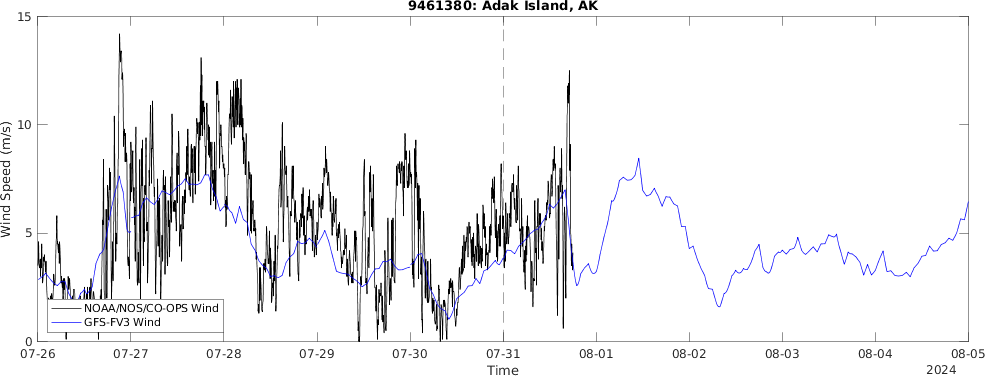 9461380: Adak Island, AK
Wind Speed (m/s)
15
10
5
0
NOAA/NOS/CO-OPS Wind
GFS-FV3 Wind
07-26 07-27 07-28 07-29 07-30 07-31 08-01 08-02 08-03 08-04 08-05
Time
2024